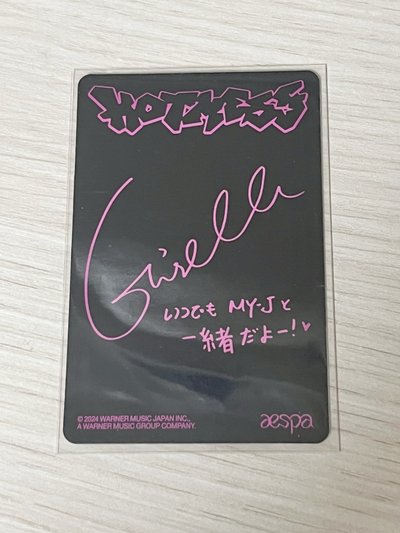 HOT MESS
Giselle
いつでも MY-Jと
一緒だよー!♥
© 2024 WARNER MUSIC JAPAN INC.,
A WARNER MUSIC GROUP COMPANY.
aespa